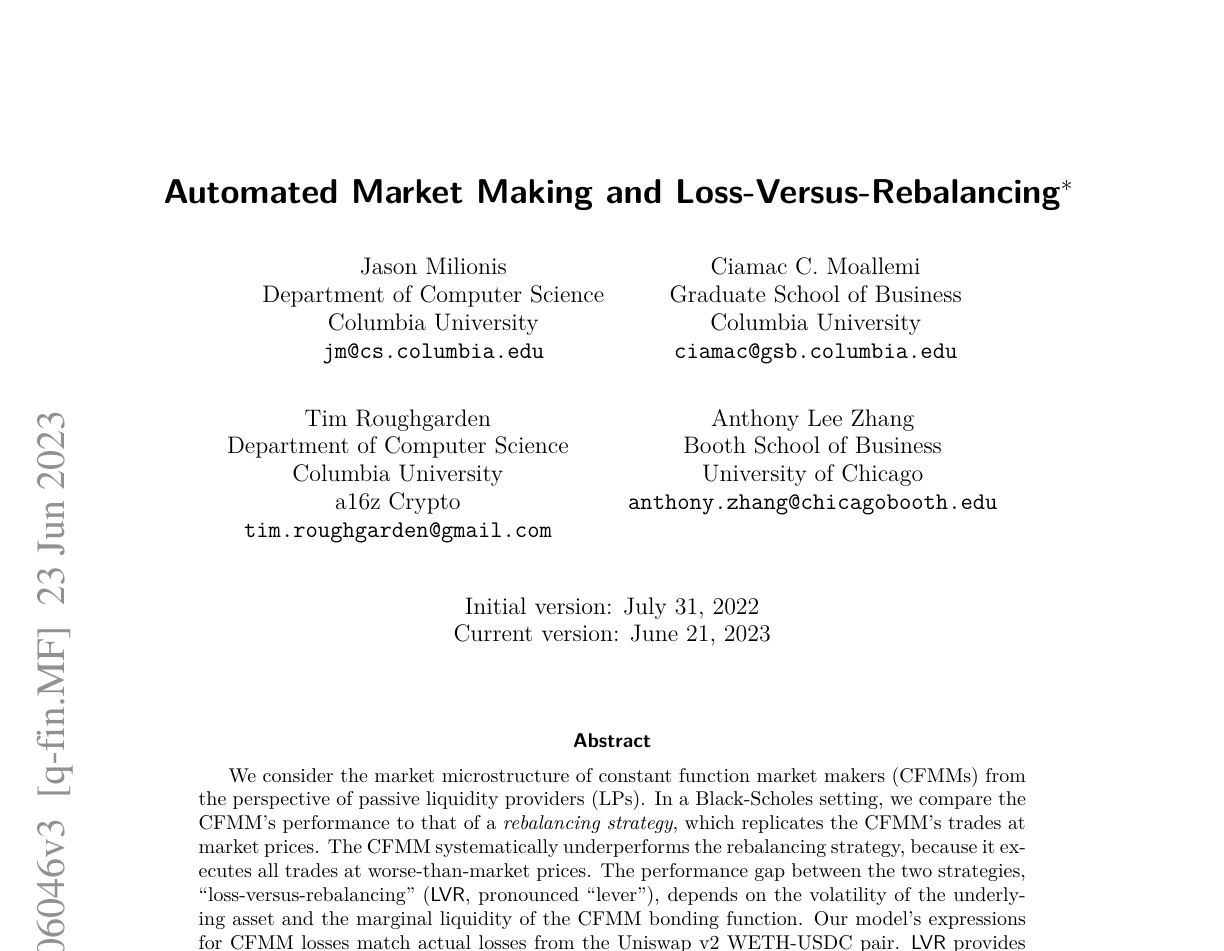 Automated Market Making and Loss-Versus-Rebalancing*
Jason Milionis
Department of Computer Science
Columbia University
jm@cs.columbia.edu
Ciamac C. Moallemi
Graduate School of Business
Columbia University
ciamac@gsb.columbia.edu
Tim Roughgarden
Department of Computer Science
Columbia University
a16z Crypto
tim.roughgarden@gmail.com
Anthony Lee Zhang
Booth School of Business
University of Chicago
anthony.zhang@chicagobooth.edu
Initial version: July 31, 2022
Current version: June 21, 2023
Abstract
We consider the market microstructure of constant function market makers (CFMMs) from
the perspective of passive liquidity providers (LPs). In a Black-Scholes setting, we compare the
CFMM's performance to that of a rebalancing strategy, which replicates the CFMM's trades at
market prices. The CFMM systematically underperforms the rebalancing strategy, because it ex-
ecutes all trades at worse-than-market prices. The performance gap between the two strategies,
“loss-versus-rebalancing” (LVR, pronounced “lever”), depends on the volatility of the underly-
ing asset and the marginal liquidity of the CFMM bonding function. Our model's expressions
for CFMM losses match actual losses from the Uniswap v2 WETH-USDC pair. LVR provides
06046v3 [q-fin.MF] 23 Jun 2023